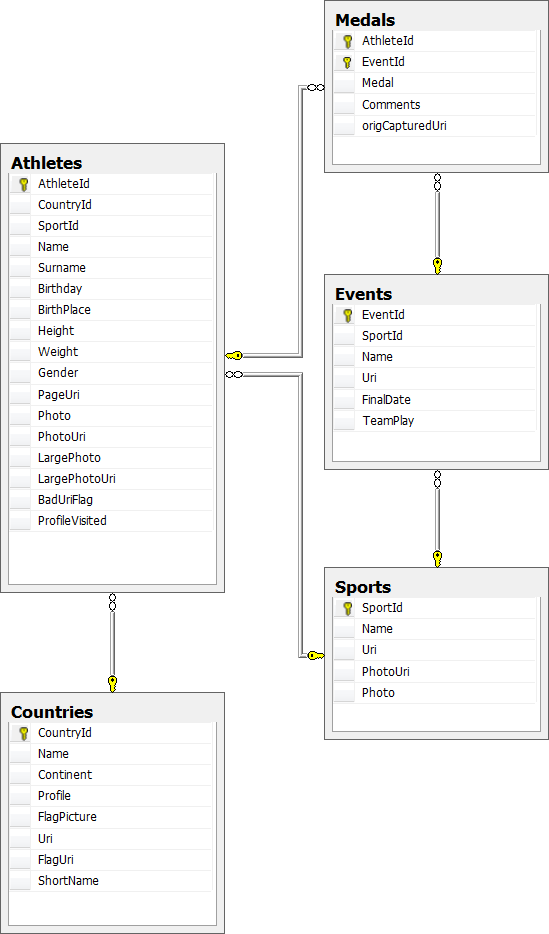 Medals
AthleteId
EventId
Medal
Comments
origCapturedUri
Athletes
AthleteId
CountryId
SportId
Name
Surname
Birthday
BirthPlace
Height
Weight
Gender
PageUri
Photo
PhotoUri
LargePhoto
LargePhotoUri
BadUriFlag
ProfileVisited
Events
EventId
SportId
Name
Uri
FinalDate
TeamPlay
Sports
SportId
Name
Uri
PhotoUri
Photo
Countries
CountryId
Name
Continent
Profile
FlagPicture
Uri
FlagUri
ShortName